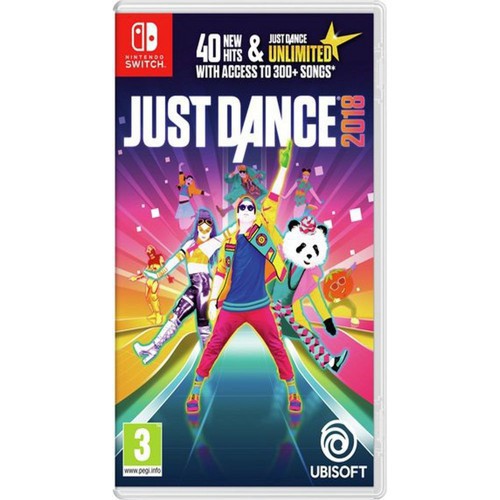 NINTENDO
SWITCH™
40 NEW HITS & JUST DANCE UNLIMITED
WITH ACCESS TO 300+ SONGS*
JUST DANCE® 2018
3
www.pegi.info
UBISOFT